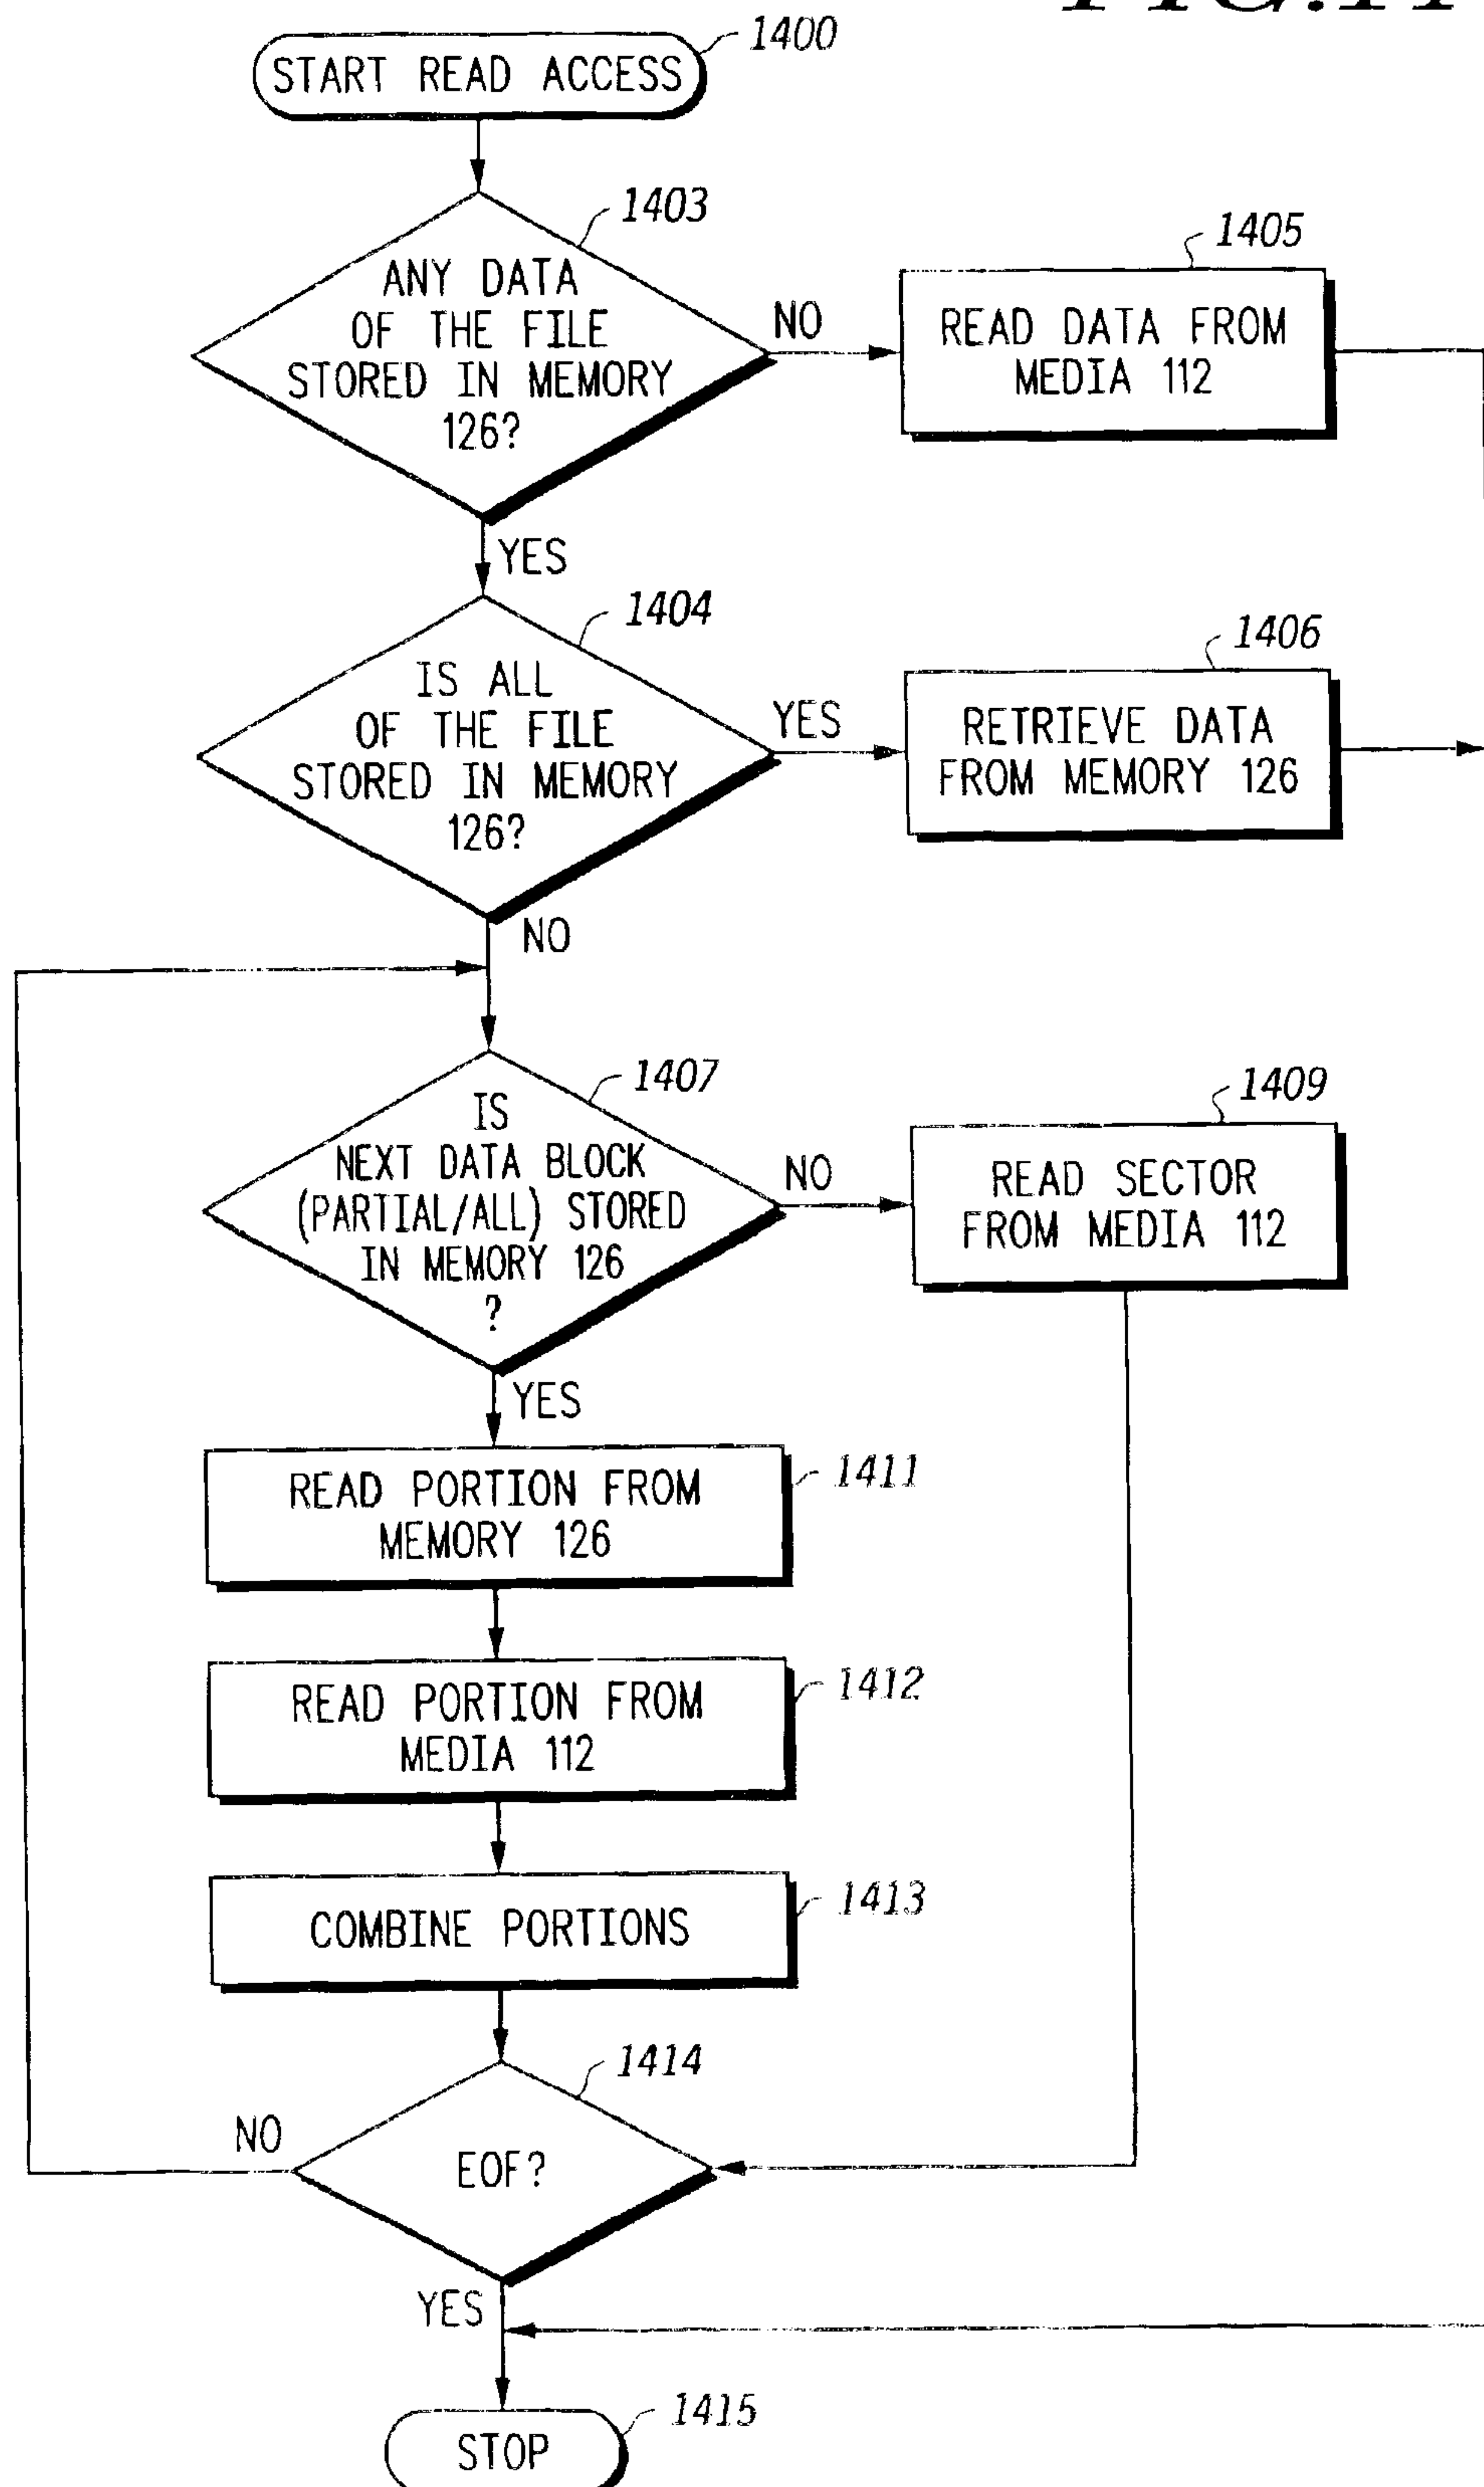 1400
START READ ACCESS
1403
ANY DATA
OF THE FILE
STORED IN MEMORY
126?
NO
1405
READ DATA FROM
MEDIA 112
YES
1404
IS ALL
OF THE FILE
STORED IN MEMORY
126?
YES
1406
RETRIEVE DATA
FROM MEMORY 126
NO
1407
IS
NEXT DATA BLOCK
(PARTIAL/ALL) STORED
IN MEMORY 126
?
NO
1409
READ SECTOR
FROM MEDIA 112
YES
1411
READ PORTION FROM
MEMORY 126
1412
READ PORTION FROM
MEDIA 112
1413
COMBINE PORTIONS
1414
EOF?
NO
YES
1415
STOP